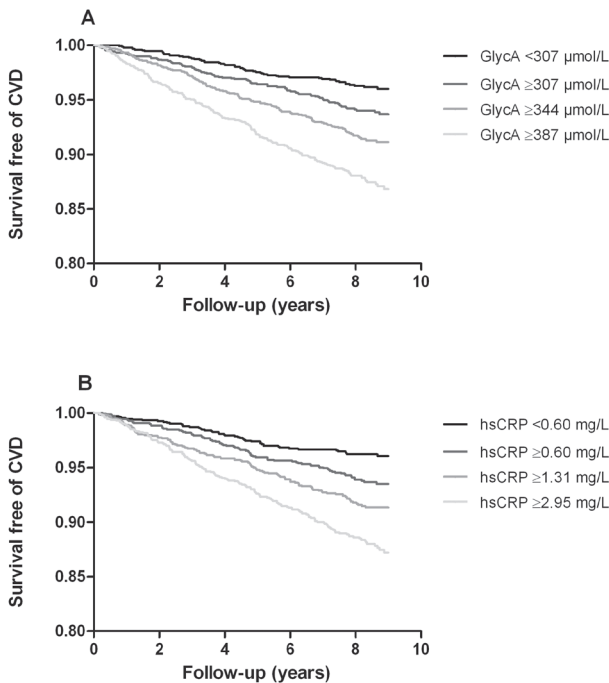 A
Survival free of CVD
1.00
0.95
0.90
0.85
0.80
0 2 4 6 8 10
Follow-up (years)
GlycA <307 µmol/L
GlycA ≥307 µmol/L
GlycA ≥344 µmol/L
GlycA ≥387 µmol/L
B
Survival free of CVD
1.00
0.95
0.90
0.85
0.80
0 2 4 6 8 10
Follow-up (years)
hsCRP <0.60 mg/L
hsCRP ≥0.60 mg/L
hsCRP ≥1.31 mg/L
hsCRP ≥2.95 mg/L